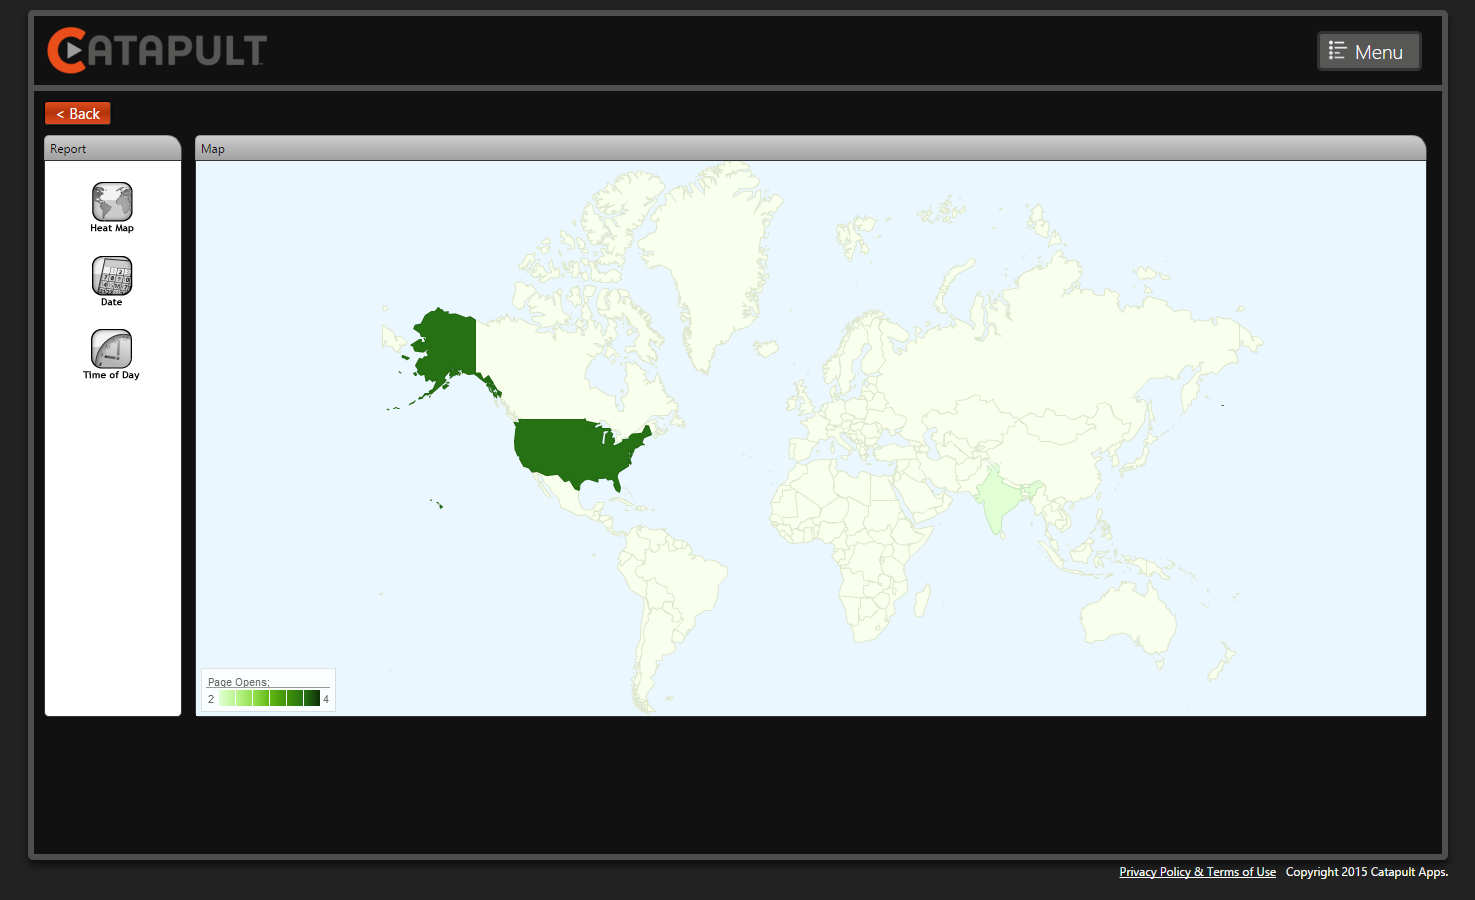 CATAPULT
Menu
< Back
Report
Map
Heat Map
Date
Time of Day
Page Opens:
2 4
Privacy Policy & Terms of Use Copyright 2015 Catapult Apps.